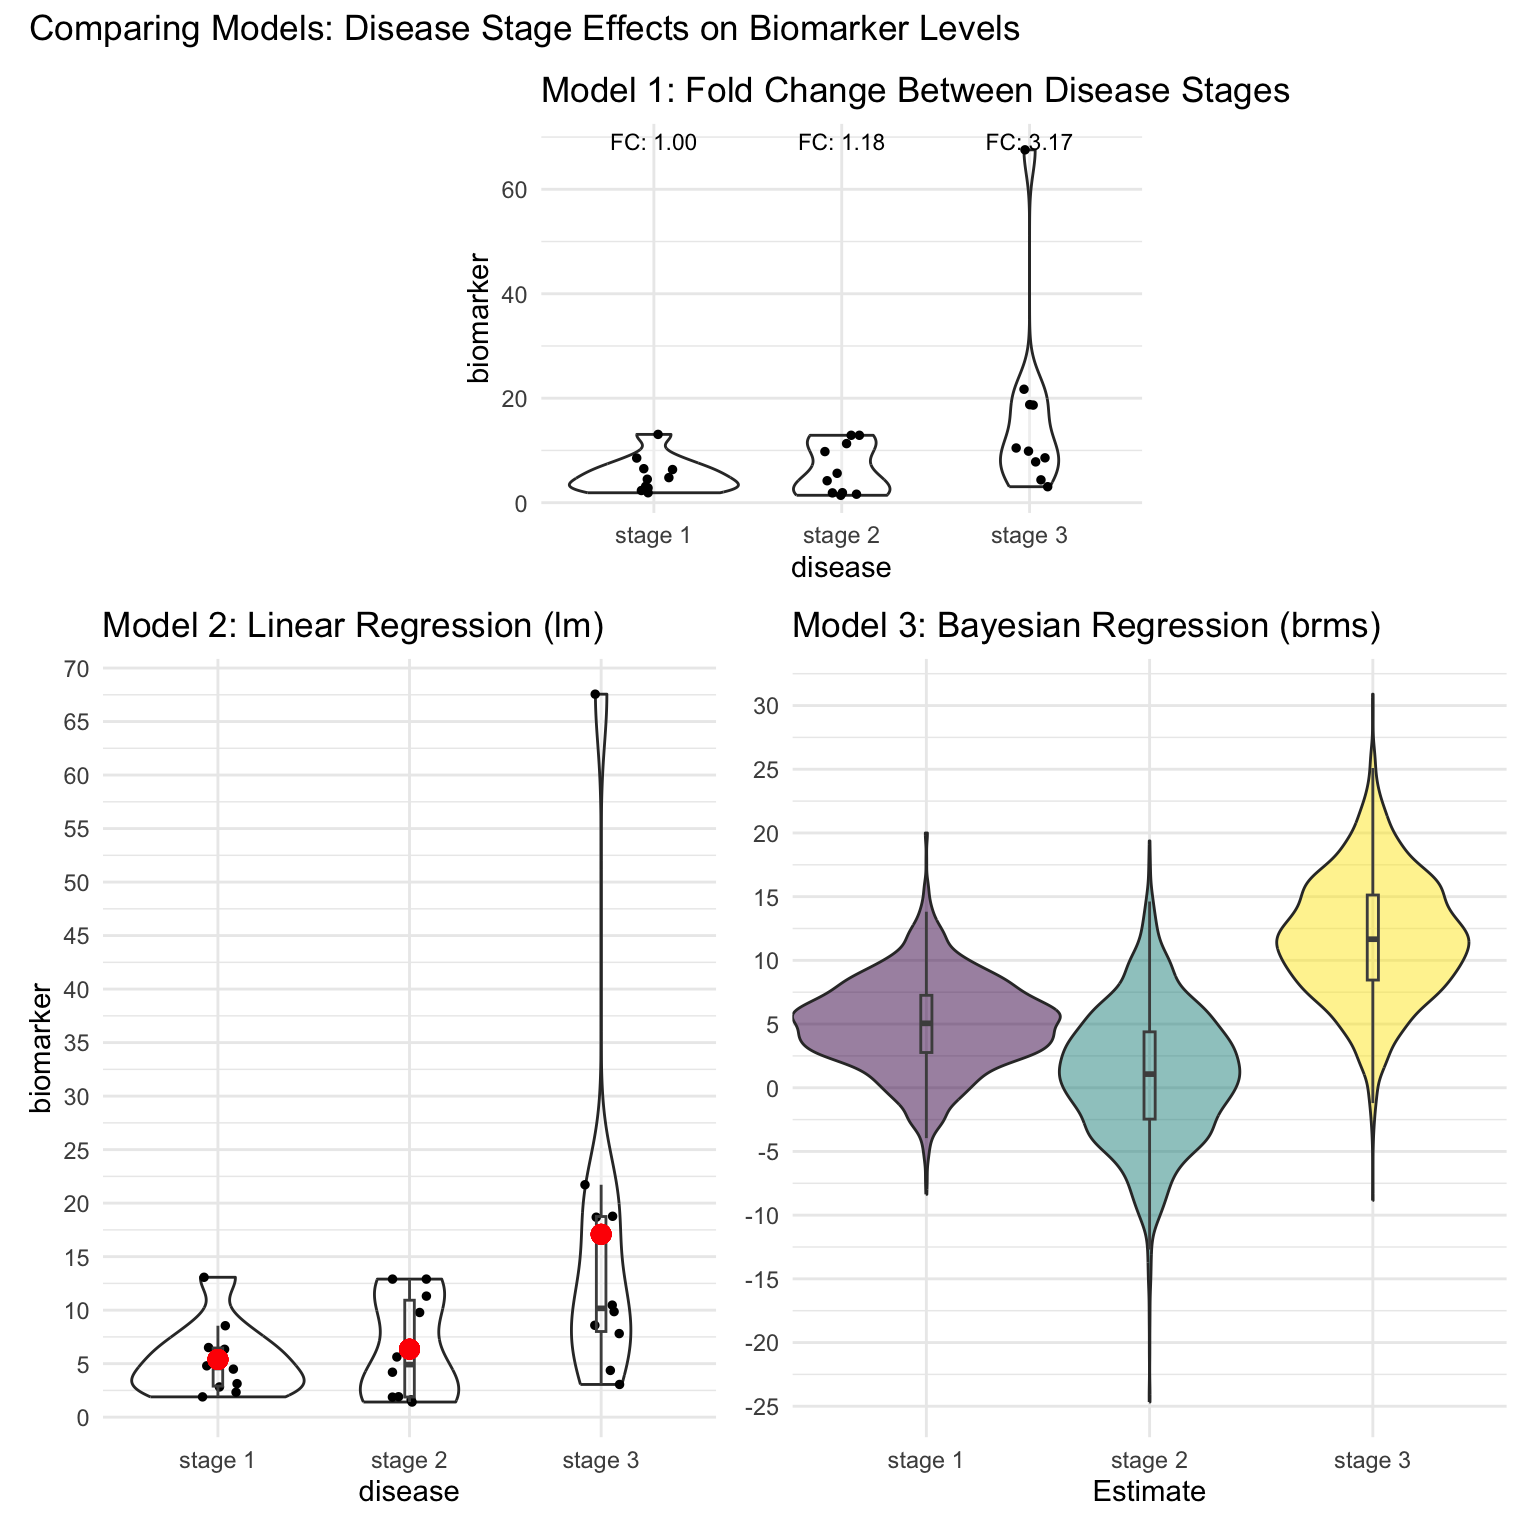 Comparing Models: Disease Stage Effects on Biomarker Levels
Model 1: Fold Change Between Disease Stages
FC: 1.00 FC: 1.18 FC: 3.17
60
40
20
0
biomarker
stage 1 stage 2 stage 3
disease
Model 2: Linear Regression (lm)
70
65
60
55
50
45
40
35
30
25
20
15
10
5
0
biomarker
stage 1 stage 2 stage 3
disease
Model 3: Bayesian Regression (brms)
30
25
20
15
10
5
0
-5
-10
-15
-20
-25
stage 1 stage 2 stage 3
Estimate